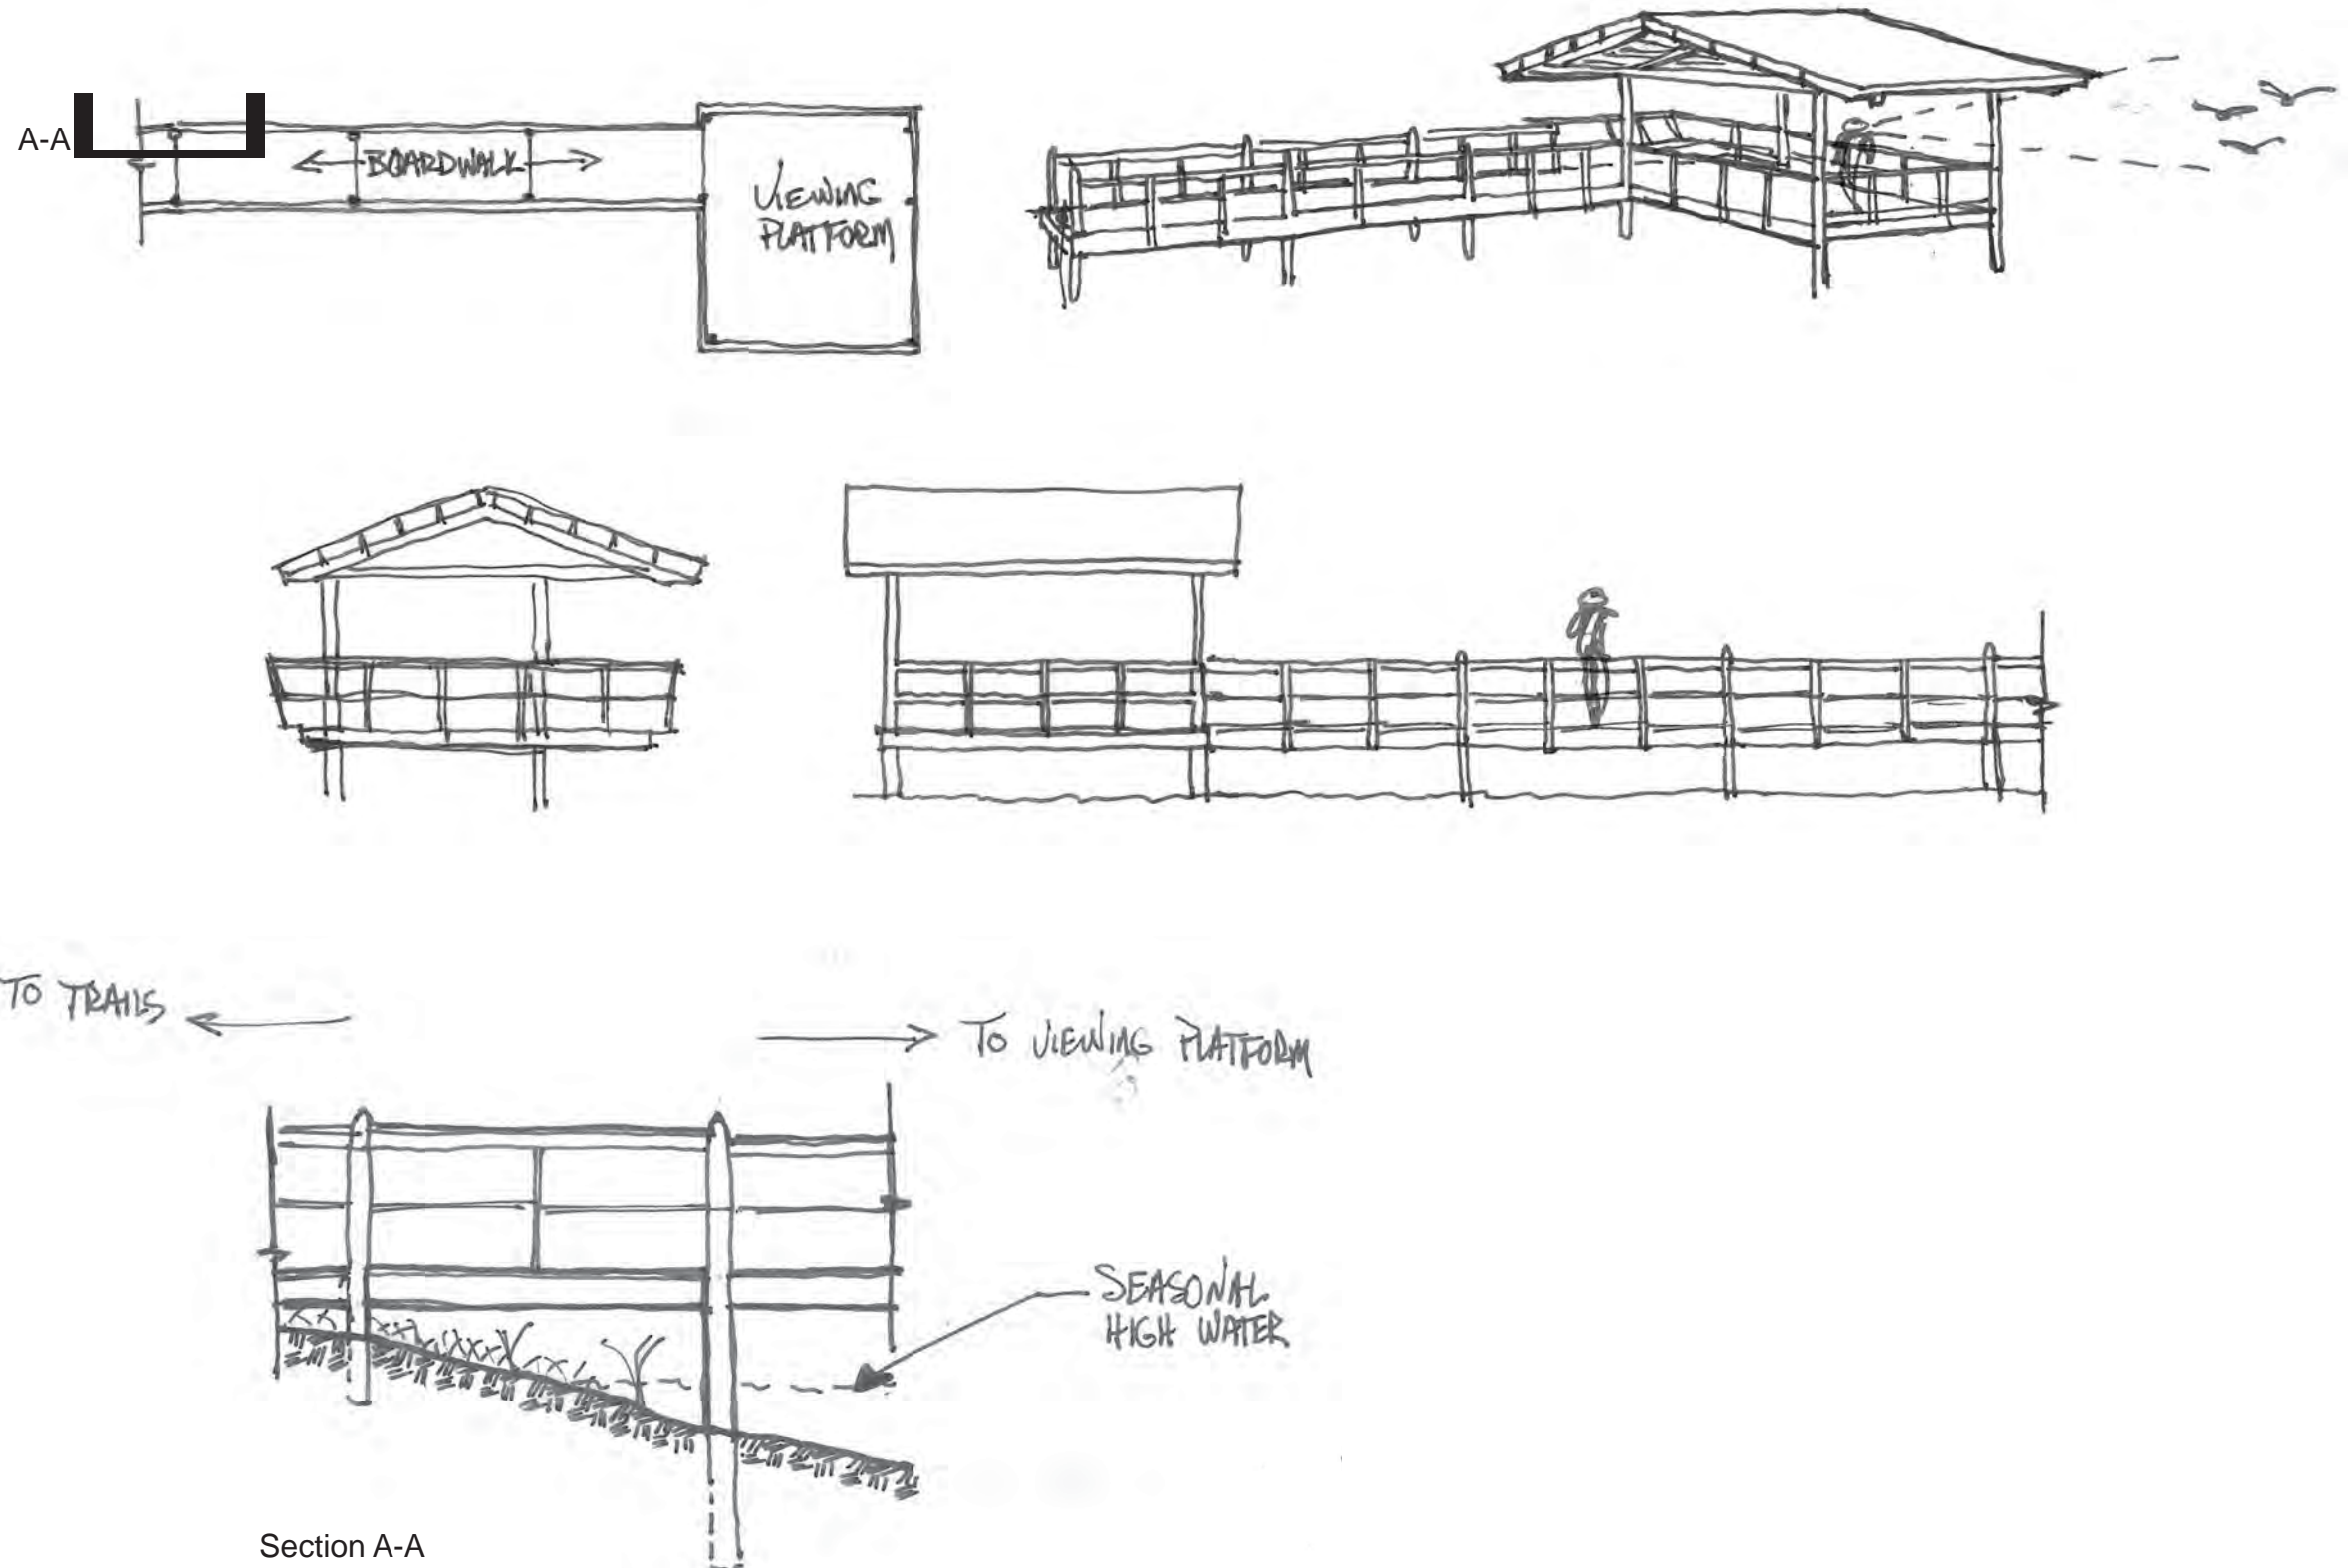 A-A
BOARDWALK
VIEWING
PLATFORM
TO TRAILS
TO VIEWING PLATFORM
SEASONAL
HIGH WATER
Section A-A